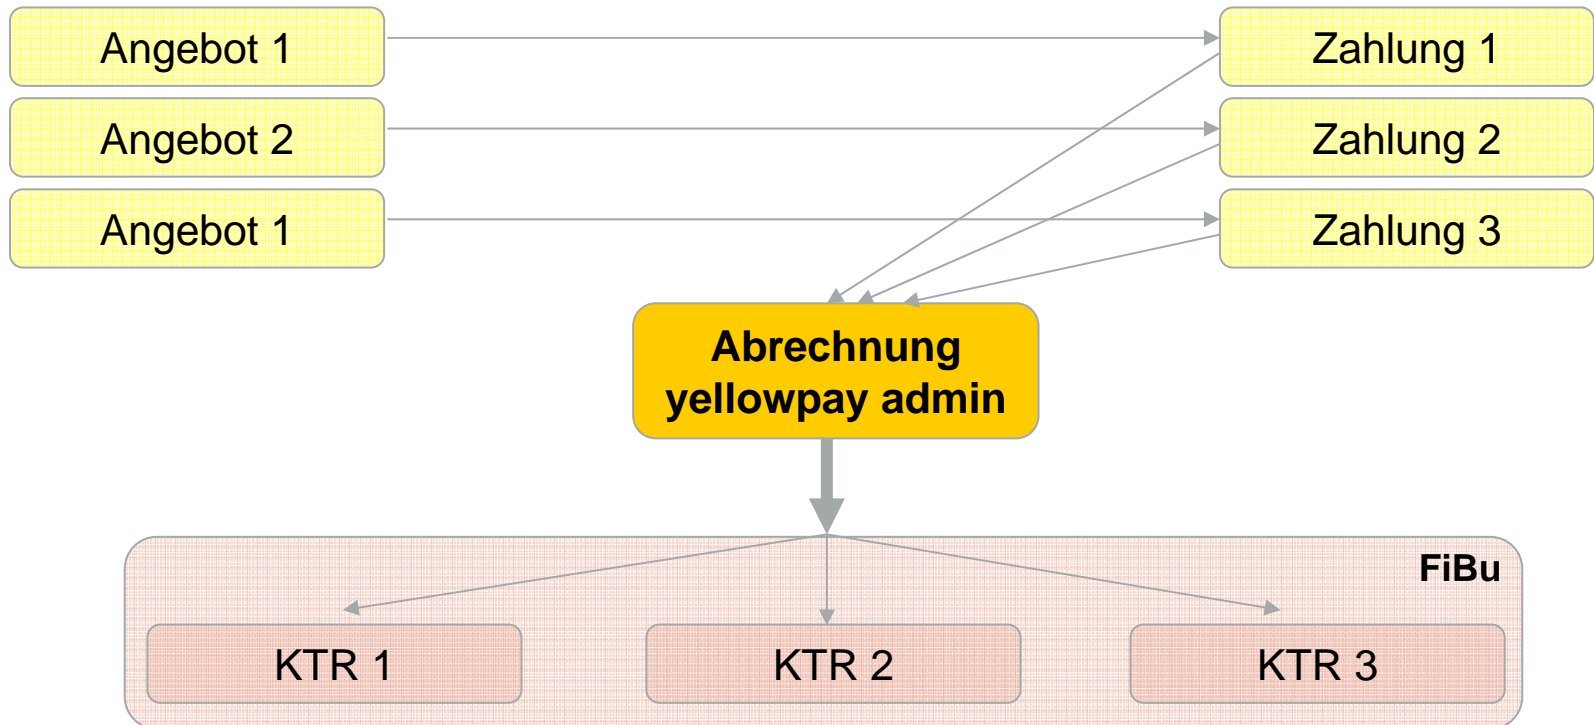 Angebot 1
Zahlung 1
Angebot 2
Zahlung 2
Angebot 1
Zahlung 3
Abrechnung
yellowpay admin
FiBu
KTR 1
KTR 2
KTR 3